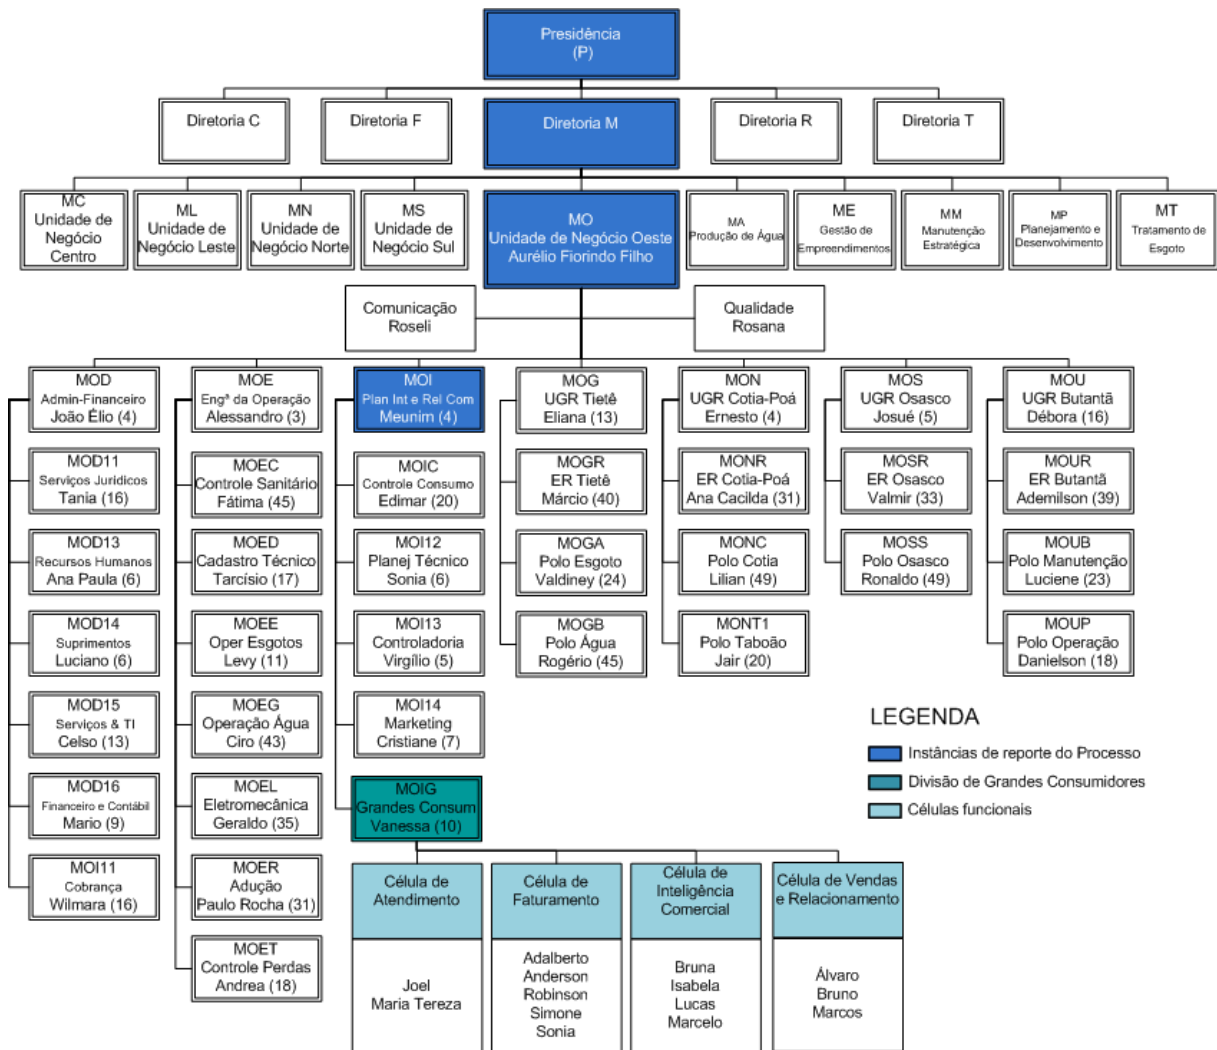 Presidência
(P)
Diretoria C
Diretoria F
Diretoria M
Diretoria R
Diretoria T
MC
Unidade de
Negócio
Centro
ML
Unidade de
Negócio Leste
MN
Unidade de
Negócio Norte
MS
Unidade de
Negócio Sul
MO
Unidade de Negócio Oeste
Aurélio Fiorindo Filho
MA
Produção de Água
ME
Gestão de
Empreendimentos
MM
Manutenção
Estratégica
MP
Planejamento e
Desenvolvimento
MT
Tratamento de
Esgoto
Comunicação
Roseli
Qualidade
Rosana
MOD
Admin-Financeiro
João Élio (4)
MOE
Engª da Operação
Alessandro (3)
MOI
Plan Int e Rel Com
Meunim (4)
MOG
UGR Tietê
Eliana (13)
MON
UGR Cotia-Poá
Ernesto (4)
MOS
UGR Osasco
Josué (5)
MOU
UGR Butantã
Débora (16)
MOD11
Serviços Jurídicos
Tania (16)
MOEC
Controle Sanitário
Fátima (45)
MOIC
Controle Consumo
Edimar (20)
MOGR
ER Tietê
Márcio (40)
MONR
ER Cotia-Poá
Ana Cacilda (31)
MOSR
ER Osasco
Valmir (33)
MOUR
ER Butantã
Ademilson (39)
MOD13
Recursos Humanos
Ana Paula (6)
MOED
Cadastro Técnico
Tarcísio (17)
MOI12
Planej Técnico
Sonia (6)
MOGA
Polo Esgoto
Valdiney (24)
MONC
Polo Cotia
Lilian (49)
MOSS
Polo Osasco
Ronaldo (49)
MOUB
Polo Manutenção
Luciene (23)
MOD14
Suprimentos
Luciano (6)
MOEE
Oper Esgotos
Levy (11)
MOI13
Controladoria
Virgílio (5)
MOGB
Polo Água
Rogério (45)
MONT1
Polo Taboão
Jair (20)
MOUP
Polo Operação
Danielson (18)
MOD15
Serviços & TI
Celso (13)
MOEG
Operação Água
Ciro (43)
MOI14
Marketing
Cristiane (7)
LEGENDA
Instâncias de reporte do Processo
Divisão de Grandes Consumidores
Células funcionais
MOD16
Financeiro e Contábil
Mario (9)
MOEL
Eletromecânica
Geraldo (35)
MOIG
Grandes Consum
Vanessa (10)
MOI11
Cobrança
Wilmara (16)
MOER
Adução
Paulo Rocha (31)
MOET
Controle Perdas
Andrea (18)
Célula de
Atendimento
Célula de
Faturamento
Célula de
Inteligência
Comercial
Célula de Vendas
e Relacionamento
Joel
Maria Tereza
Adalberto
Anderson
Robinson
Simone
Sonia
Bruna
Isabela
Lucas
Marcelo
Álvaro
Bruno
Marcos